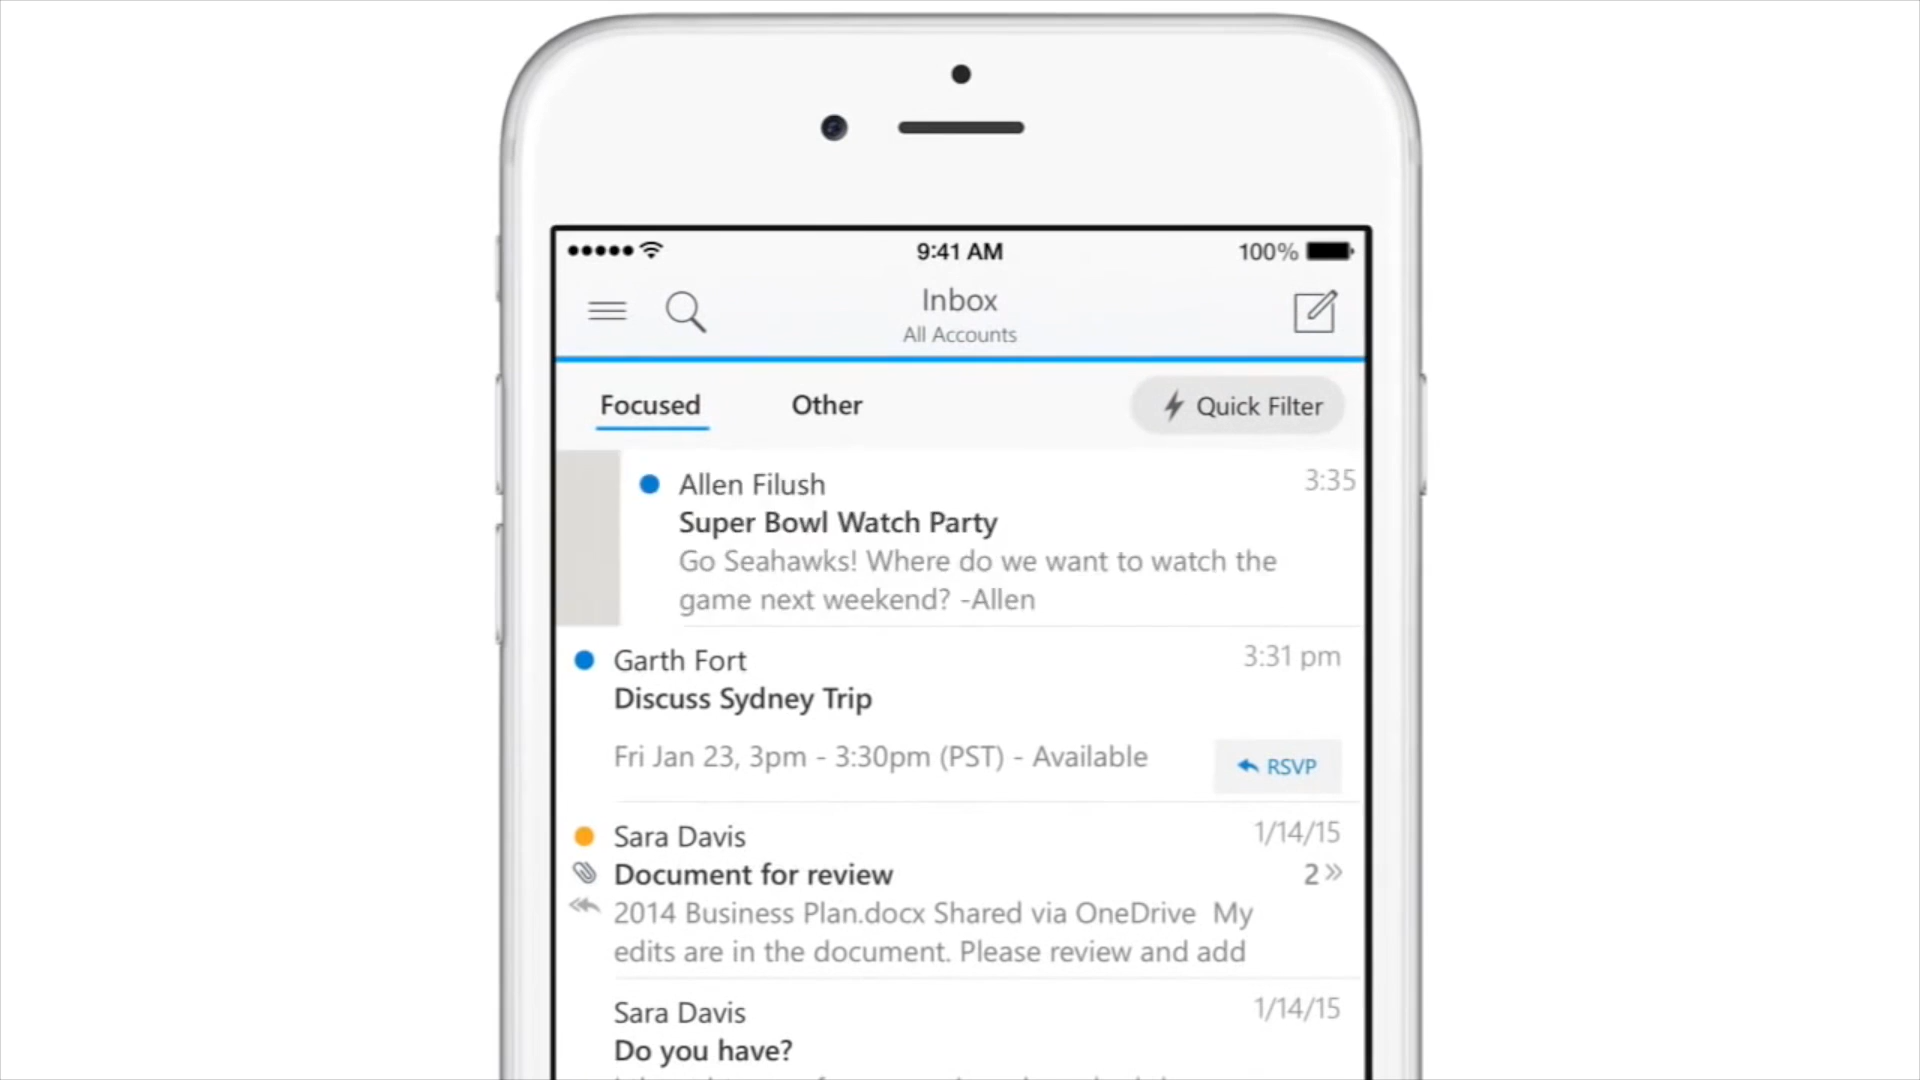 9:41 AM
100%
Inbox
All Accounts
Focused
Other
Quick Filter
Allen Filush
3:35
Super Bowl Watch Party
Go Seahawks! Where do we want to watch the
game next weekend? -Allen
Garth Fort
3:31 pm
Discuss Sydney Trip
Fri Jan 23, 3pm - 3:30pm (PST) - Available
RSVP
Sara Davis
1/14/15
Document for review
2 »
2014 Business Plan.docx Shared via OneDrive My
edits are in the document. Please review and add
Sara Davis
1/14/15
Do you have?